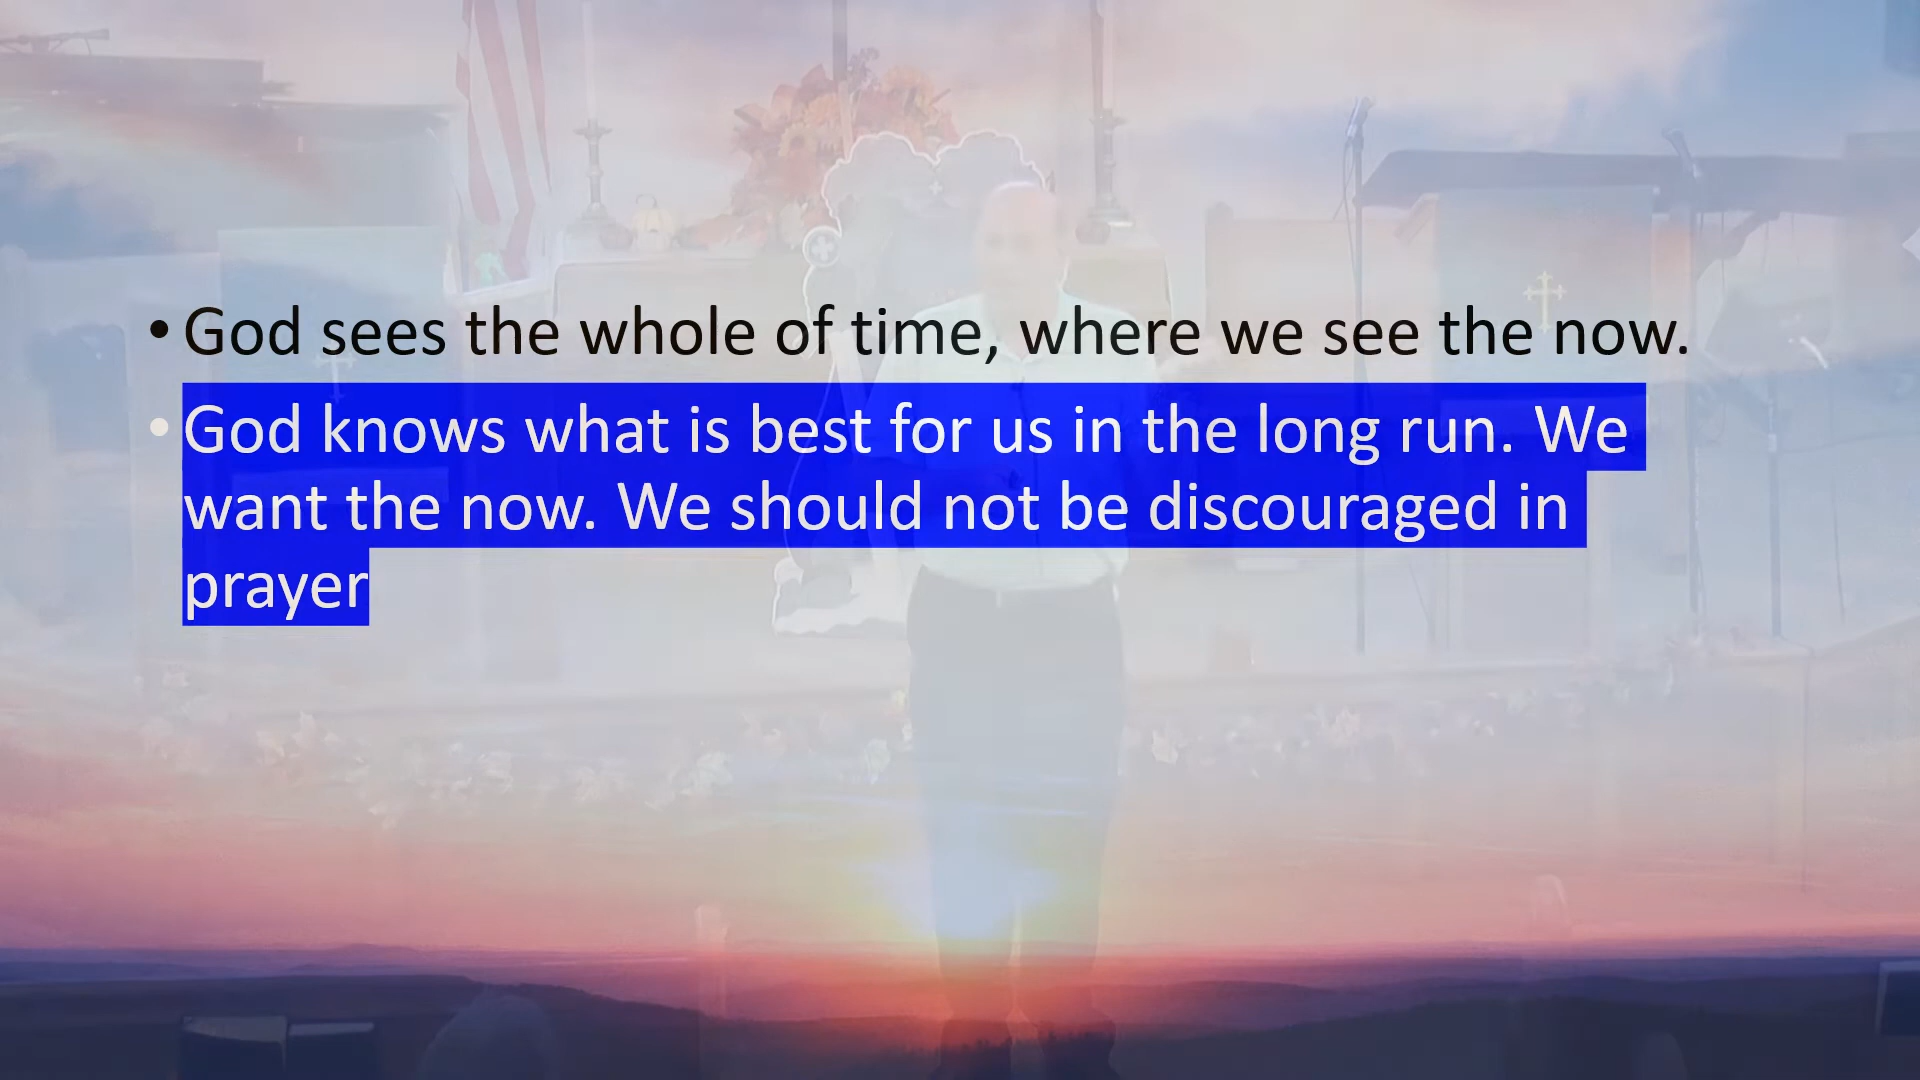 • God sees the whole of time, where we see the now.
• God knows what is best for us in the long run. We
want the now. We should not be discouraged in
prayer